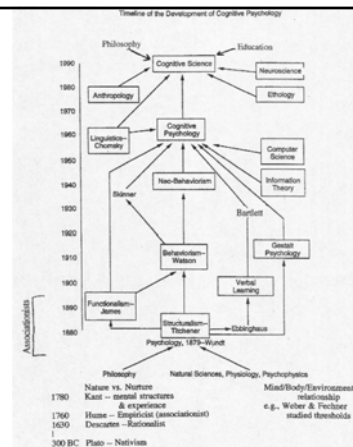 Timeline of the Development of Cognitive Psychology
Philosophy
Education
1990
Cognitive Science
Neuroscience
1980
Anthropology
Ethology
1970
Linguistics–
Chomsky
1960
Cognitive
Psychology
Computer
Science
1950
Information
Theory
1940
Skinner
Neo-Behaviorism
1930
Bartlett
1920
Gestalt
Psychology
1910
Behaviorism–
Watson
1900
Verbal
Learning
1890
Functionalism–
James
1880
Structuralism–
Titchener
Ebbinghaus
Associationists
Psychology, 1879–Wundt
Philosophy
Natural Sciences, Physiology, Psychophysics
Nature vs. Nurture
1780 Kant – mental structures
& experience
1760 Hume – Empiricist (associationist)
1630 Descartes – Rationalist
300 BC Plato – Nativism
Mind/Body/Environment
relationship
e.g., Weber & Fechner
studied thresholds